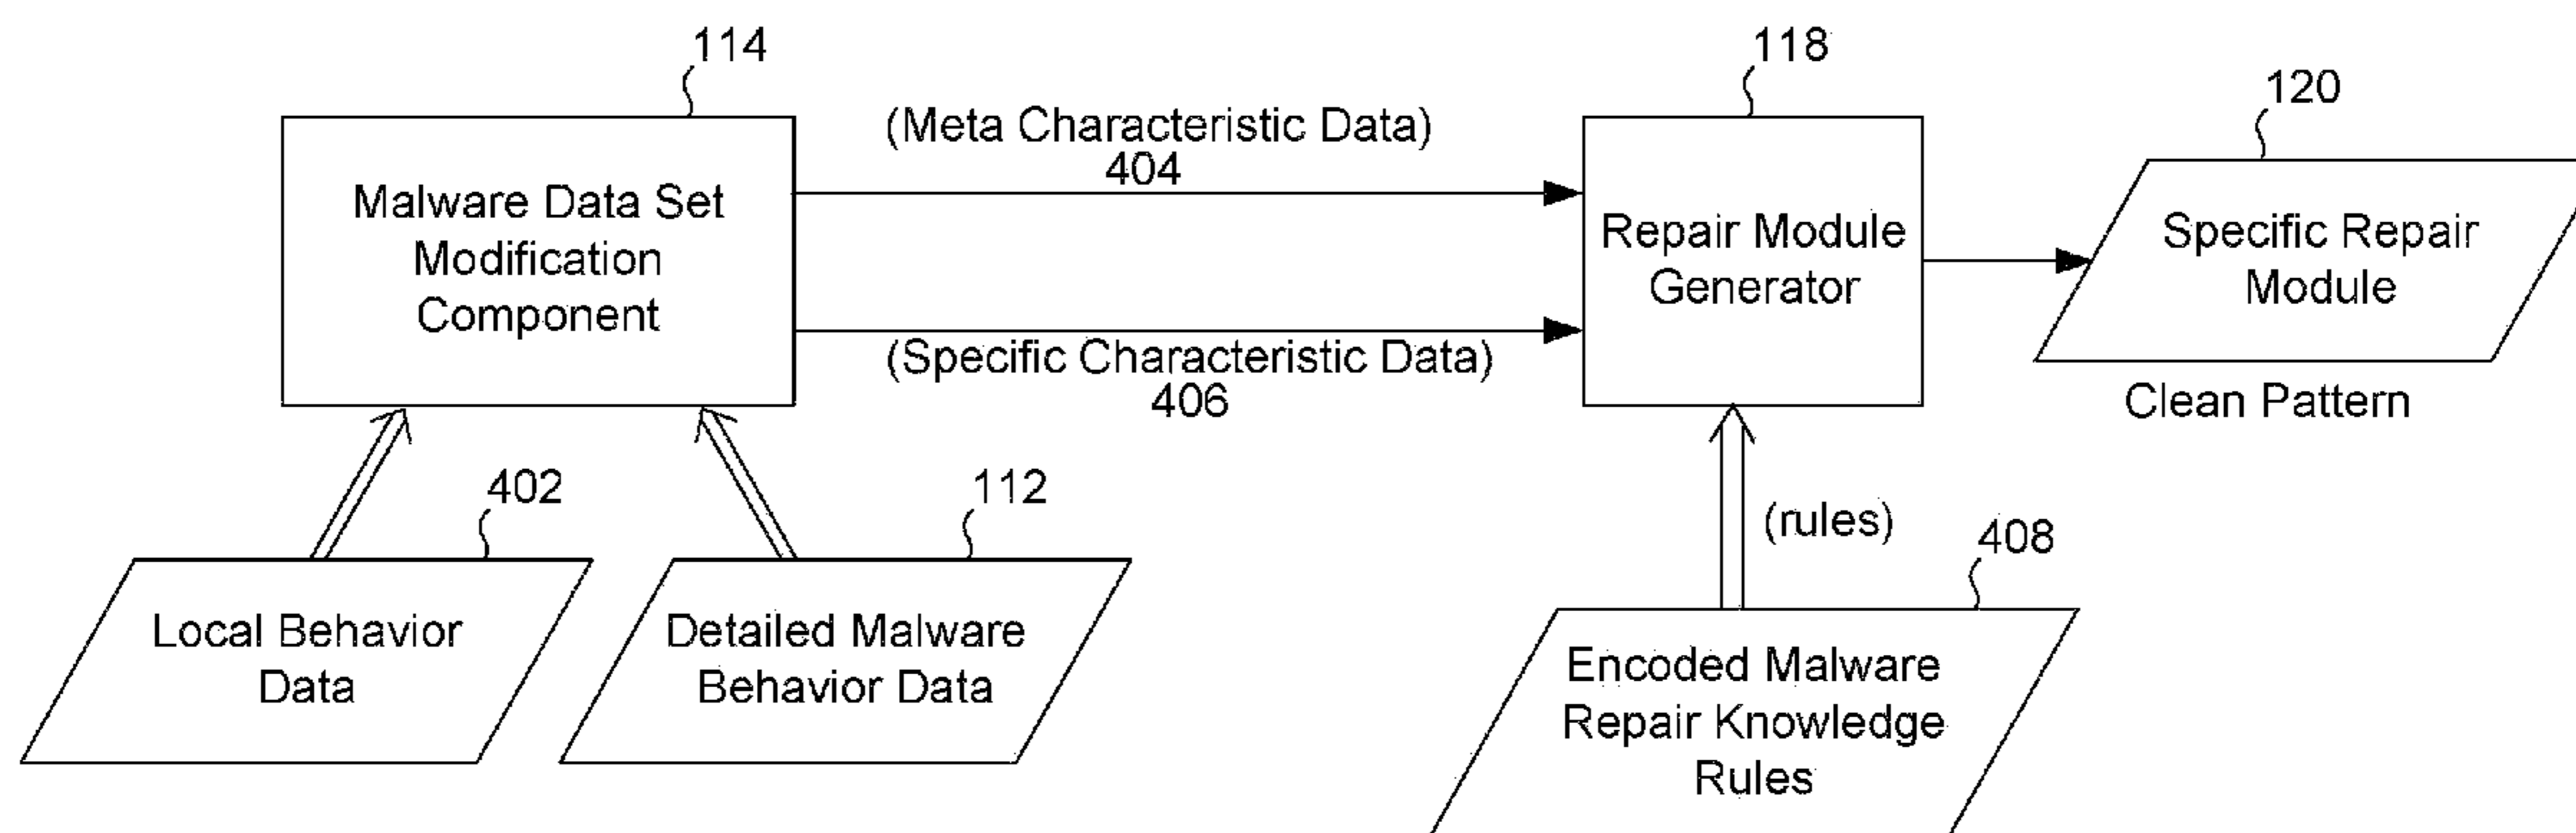 114
118
120
(Meta Characteristic Data)
404
Malware Data Set
Modification
Component
Repair Module
Generator
Specific Repair
Module
(Specific Characteristic Data)
406
Clean Pattern
402
112
(rules)
408
Local Behavior
Data
Detailed Malware
Behavior Data
Encoded Malware
Repair Knowledge
Rules